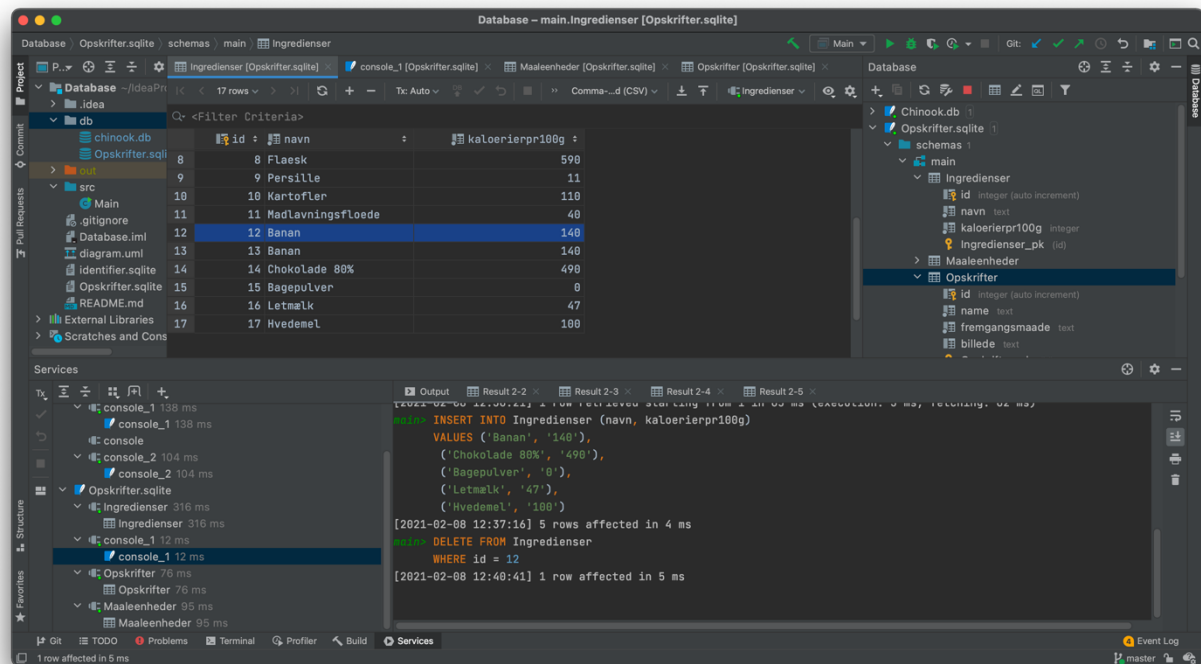 Database – main.Ingredienser [Opskrifter.sqlite]
Database Opskrifter.sqlite schemas main Ingredienser
Main Git:
Project
Commit
Pull Requests
Structure
Favorites
P...
Database ~/IdeaPro
.idea
db
chinook.db
Opskrifter.sqli
out
src
Main
.gitignore
Database.iml
diagram.uml
identifier.sqlite
Opskrifter.sqlite
README.md
External Libraries
Scratches and Cons
Ingredienser [Opskrifter.sqlite] console_1 [Opskrifter.sqlite] Maaleenheder [Opskrifter.sqlite] Opskrifter [Opskrifter.sqlite]
17 rows Tx: Auto Comma-...d (CSV) Ingredienser
<Filter Criteria>
id navn kaloerierpr100g
8 8 Flaesk 590
9 9 Persille 11
10 10 Kartofler 110
11 11 Madlavningsfloede 40
12 12 Banan 140
13 13 Banan 140
14 14 Chokolade 80% 490
15 15 Bagepulver 0
16 16 Letmælk 47
17 17 Hvedemel 100
Database
Database
Chinook.db 1
Opskrifter.sqlite 1
schemas 1
main
Ingredienser
id integer (auto increment)
navn text
kaloerierpr100g integer
Ingredienser_pk (id)
Maaleenheder
Opskrifter
id integer (auto increment)
name text
fremgangsmaade text
billede text
Services
Tx
console_1 138 ms
console_1 138 ms
console
console_2 104 ms
console_2 104 ms
Opskrifter.sqlite
Ingredienser 316 ms
Ingredienser 316 ms
console_1 12 ms
console_1 12 ms
Opskrifter 76 ms
Opskrifter 76 ms
Maaleenheder 95 ms
Maaleenheder 95 ms
Output Result 2-2 Result 2-3 Result 2-4 Result 2-5
main> INSERT INTO Ingredienser (navn, kaloerierpr100g)
VALUES ('Banan', '140'),
('Chokolade 80%', '490'),
('Bagepulver', '0'),
('Letmælk', '47'),
('Hvedemel', '100')
[2021-02-08 12:37:16] 5 rows affected in 4 ms
main> DELETE FROM Ingredienser
WHERE id = 12
[2021-02-08 12:40:41] 1 row affected in 5 ms
Git TODO Problems Terminal Profiler Build Services 4 Event Log
1 row affected in 5 ms master